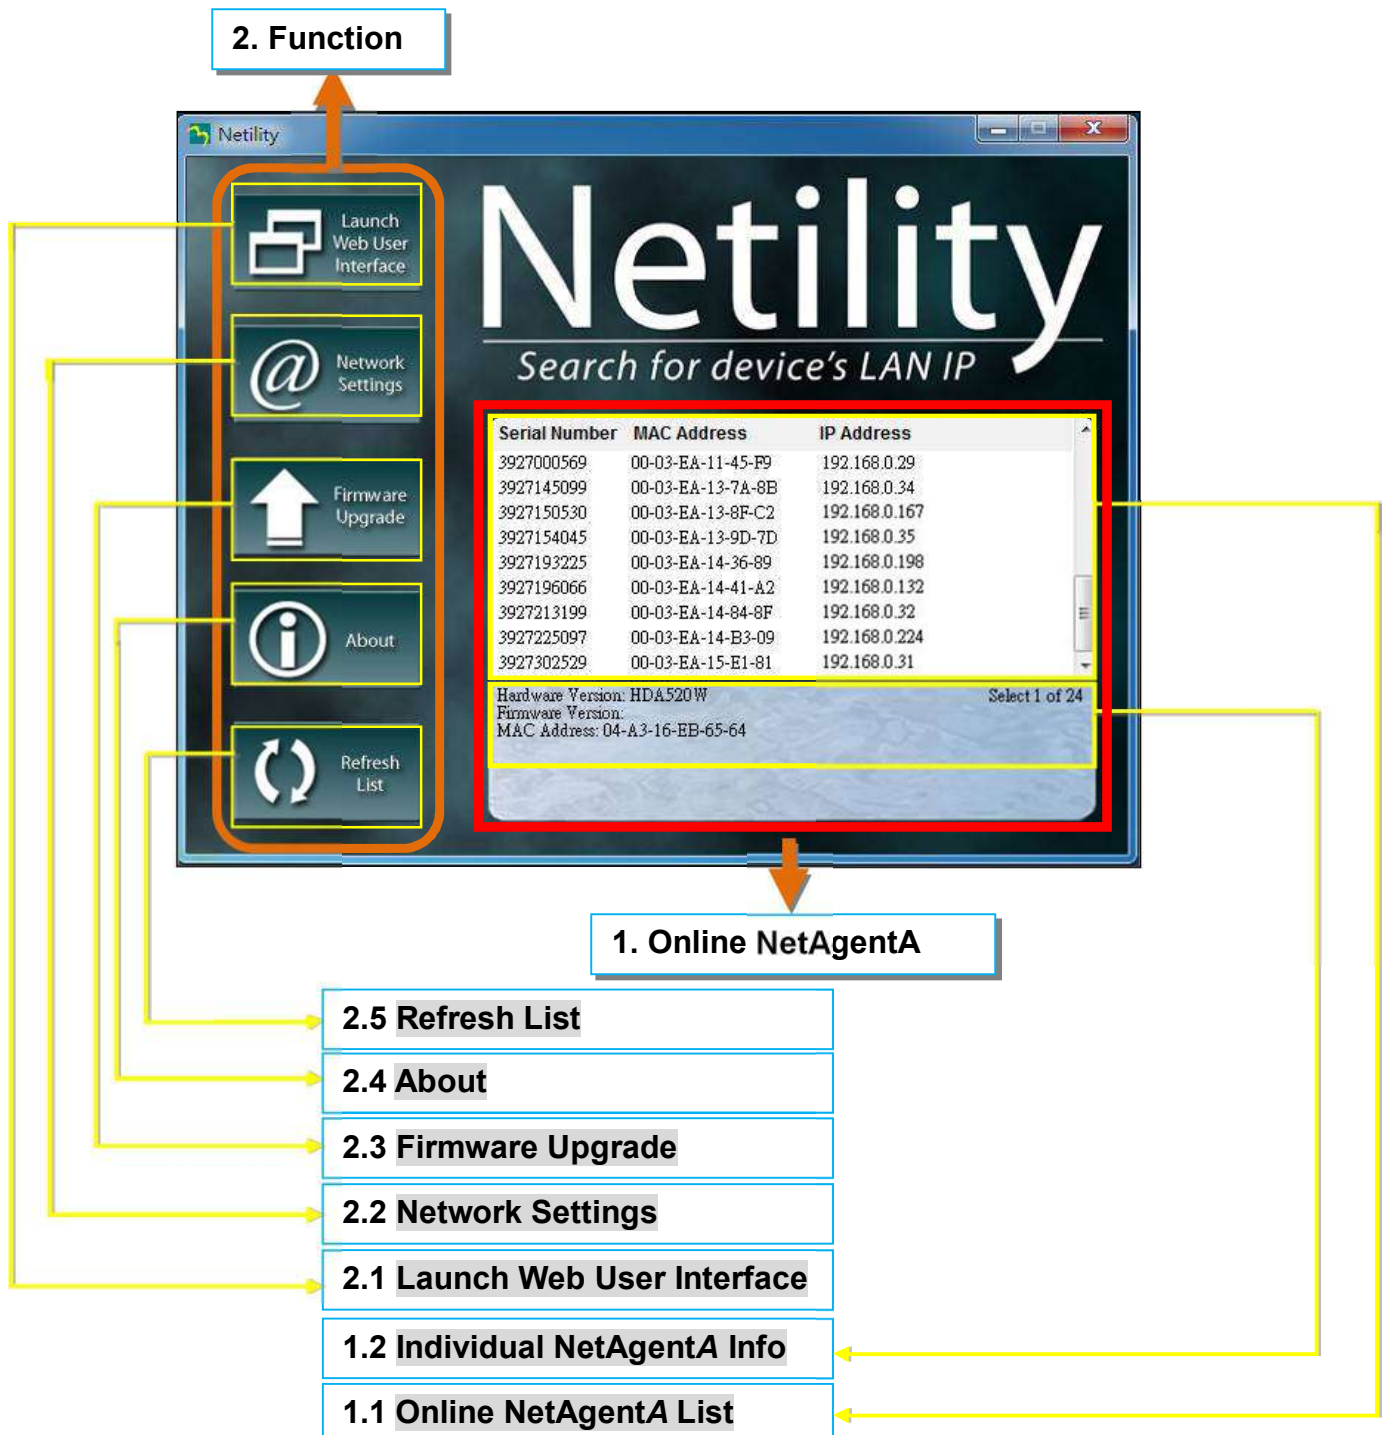 2. Function
Netility
Launch
Web User
Interface
Network
Settings
Firmware
Upgrade
About
Refresh
List
Netility
Search for device's LAN IP
Serial Number MAC Address IP Address
3927000569 00-03-EA-11-45-F9 192.168.0.29
3927145099 00-03-EA-13-7A-8B 192.168.0.34
3927150530 00-03-EA-13-8F-C2 192.168.0.167
3927154045 00-03-EA-13-9D-7D 192.168.0.35
3927193225 00-03-EA-14-36-89 192.168.0.198
3927196066 00-03-EA-14-41-A2 192.168.0.132
3927213199 00-03-EA-14-84-8F 192.168.0.32
3927225097 00-03-EA-14-B3-09 192.168.0.224
3927302529 00-03-EA-15-E1-81 192.168.0.31
Hardware Version: HDA520W Select 1 of 24
Firmware Version:
MAC Address: 04-A3-16-EB-65-64
1. Online NetAgentA
2.5 Refresh List
2.4 About
2.3 Firmware Upgrade
2.2 Network Settings
2.1 Launch Web User Interface
1.2 Individual NetAgentA Info
1.1 Online NetAgentA List